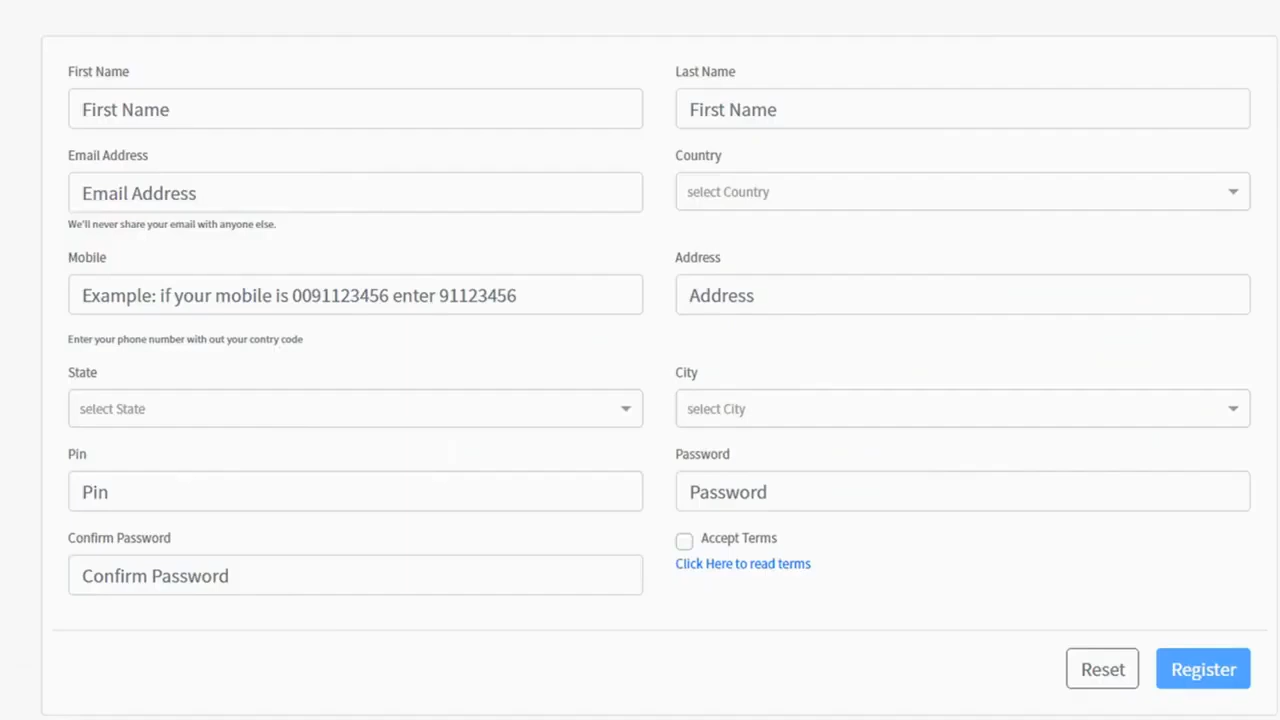 First Name
Last Name
First Name
First Name
Email Address
Country
Email Address
select Country
We'll never share your email with anyone else.
Mobile
Address
Example: if your mobile is 0091123456 enter 91123456
Address
Enter your phone number with out your contry code
State
City
select State
select City
Pin
Password
Pin
Password
Confirm Password
Accept Terms
Confirm Password
Click Here to read terms
Reset
Register